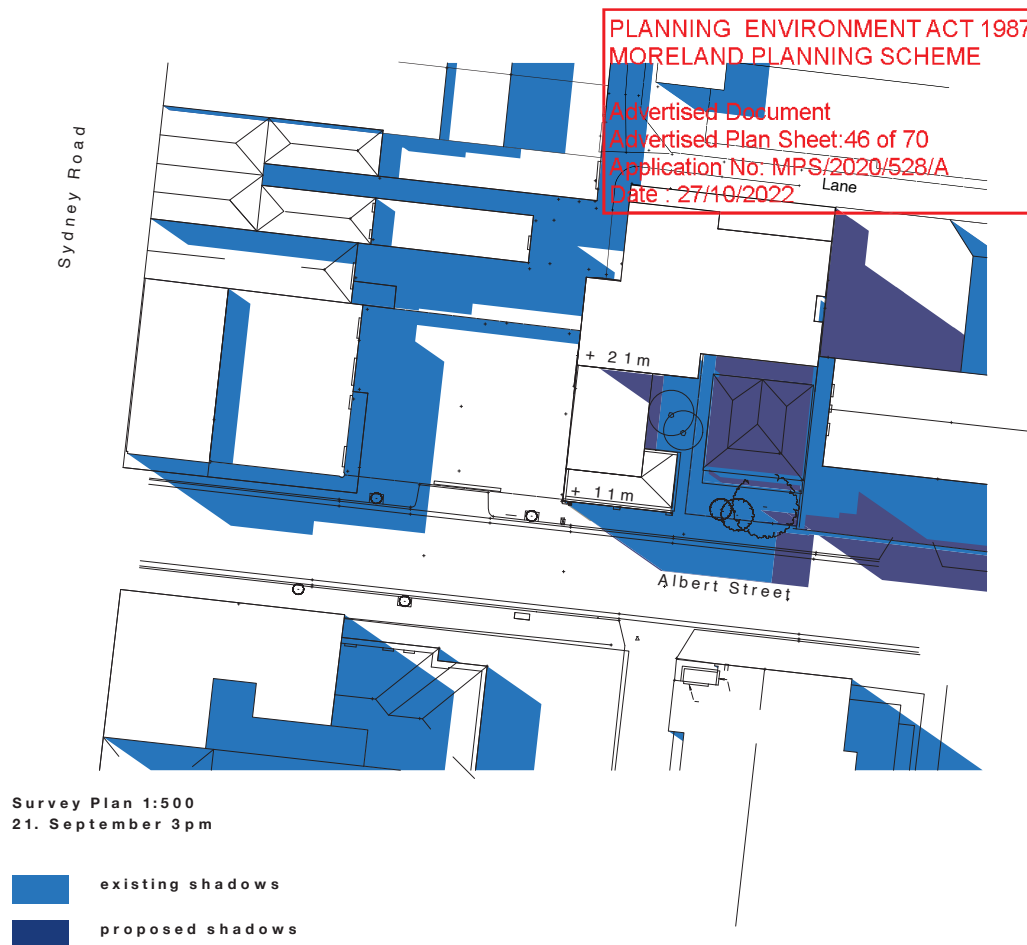 PLANNING ENVIRONMENT ACT 1987
MORELAND PLANNING SCHEME
Advertised Document
Advertised Plan Sheet:46 of 70
Application No: MPS/2020/528/A
Date : 27/10/2022
Lane
Sydney Road
+ 21m
+ 11m
Albert Street
Survey Plan 1:500
21. September 3pm
existing shadows
proposed shadows